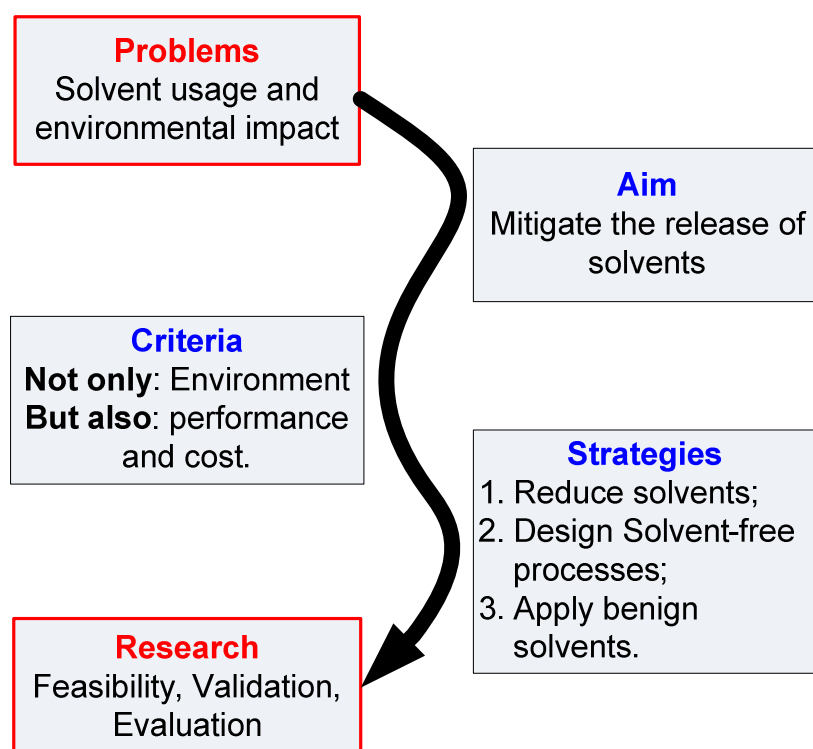 Problems
Solvent usage and
environmental impact
Aim
Mitigate the release of
solvents
Criteria
Not only: Environment
But also: performance
and cost.
Strategies
1. Reduce solvents;
2. Design Solvent-free
processes;
3. Apply benign
solvents.
Research
Feasibility, Validation,
Evaluation